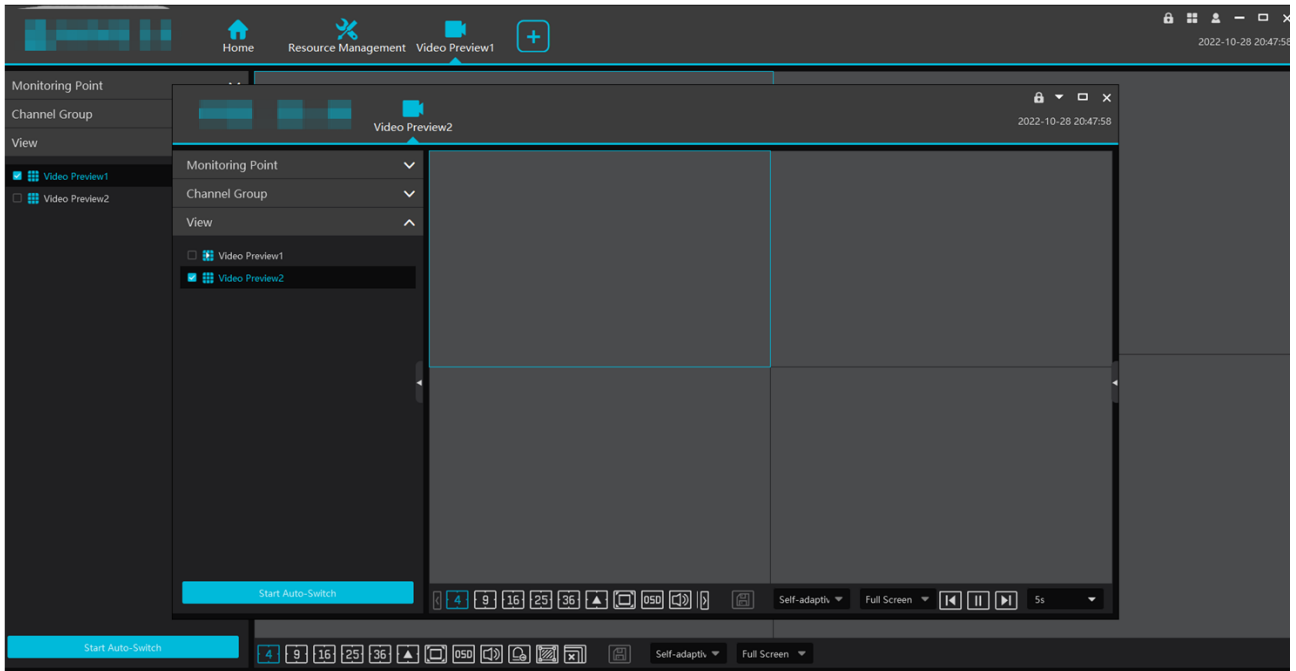 Home
Resource Management
Video Preview1
2022-10-28 20:47:58
Monitoring Point
Channel Group
View
Video Preview1
Video Preview2
Start Auto-Switch
Video Preview2
2022-10-28 20:47:58
Monitoring Point
Channel Group
View
Video Preview1
Video Preview2
Start Auto-Switch
4 9 16 25 36 OSD Self-adaptiv Full Screen 5s
4 9 16 25 36 OSD Self-adaptiv Full Screen